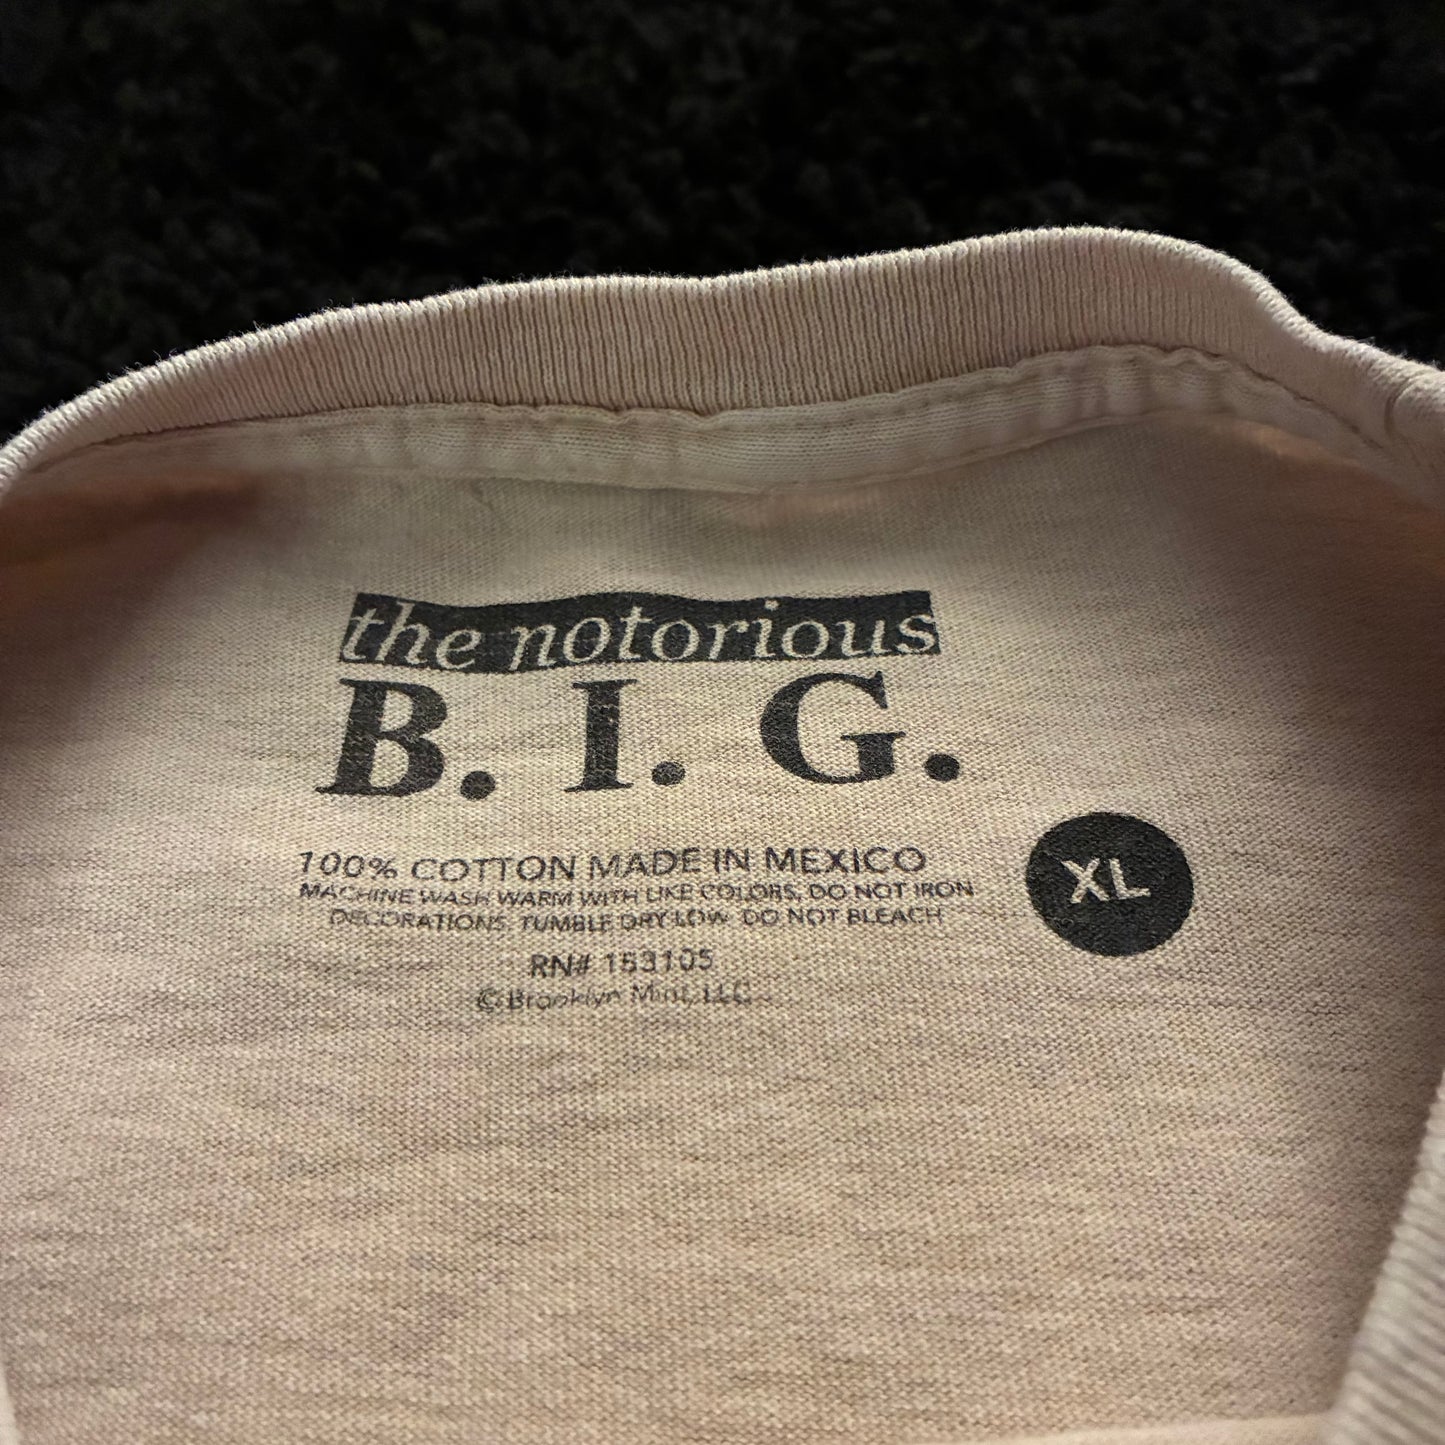 the notorious
B. I. G.
100% COTTON MADE IN MEXICO
MACHINE WASH WARM WITH LIKE COLORS, DO NOT IRON
DECORATIONS, TUMBLE DRY LOW DO NOT BLEACH
RN# 153105
© Brooklyn Mint, LLC
XL